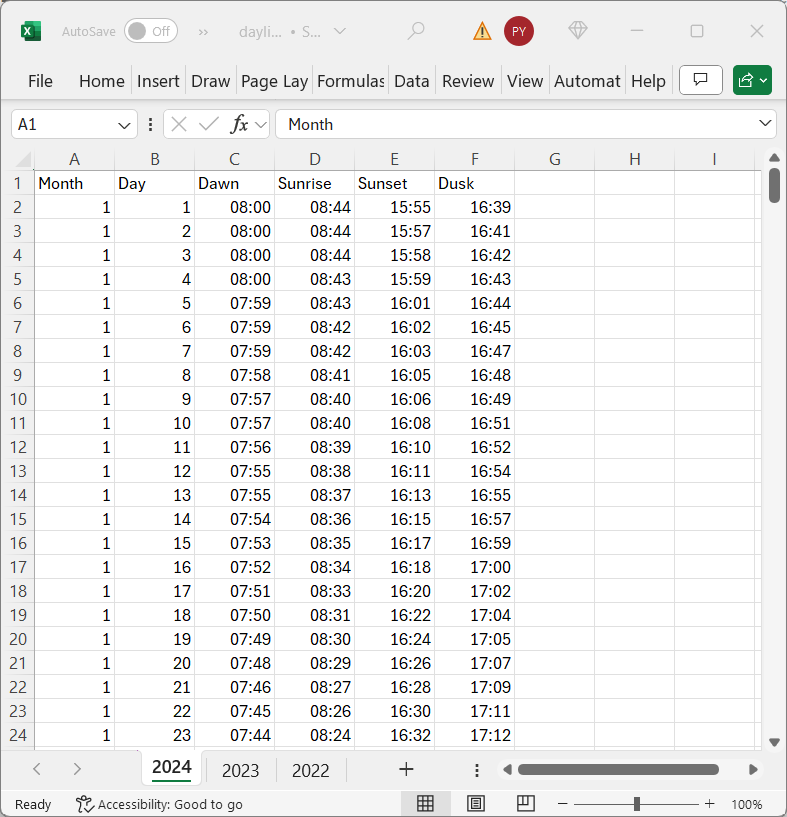 AutoSave Off dayli... • S... PY
File Home Insert Draw Page Lay Formulas Data Review View Automat Help
A1 fx Month
A B C D E F G H I
1 Month Day Dawn Sunrise Sunset Dusk
2 1 1 08:00 08:44 15:55 16:39
3 1 2 08:00 08:44 15:57 16:41
4 1 3 08:00 08:44 15:58 16:42
5 1 4 08:00 08:43 15:59 16:43
6 1 5 07:59 08:43 16:01 16:44
7 1 6 07:59 08:42 16:02 16:45
8 1 7 07:59 08:42 16:03 16:47
9 1 8 07:58 08:41 16:05 16:48
10 1 9 07:57 08:40 16:06 16:49
11 1 10 07:57 08:40 16:08 16:51
12 1 11 07:56 08:39 16:10 16:52
13 1 12 07:55 08:38 16:11 16:54
14 1 13 07:55 08:37 16:13 16:55
15 1 14 07:54 08:36 16:15 16:57
16 1 15 07:53 08:35 16:17 16:59
17 1 16 07:52 08:34 16:18 17:00
18 1 17 07:51 08:33 16:20 17:02
19 1 18 07:50 08:31 16:22 17:04
20 1 19 07:49 08:30 16:24 17:05
21 1 20 07:48 08:29 16:26 17:07
22 1 21 07:46 08:27 16:28 17:09
23 1 22 07:45 08:26 16:30 17:11
24 1 23 07:44 08:24 16:32 17:12
2024 2023 2022
Ready Accessibility: Good to go 100%